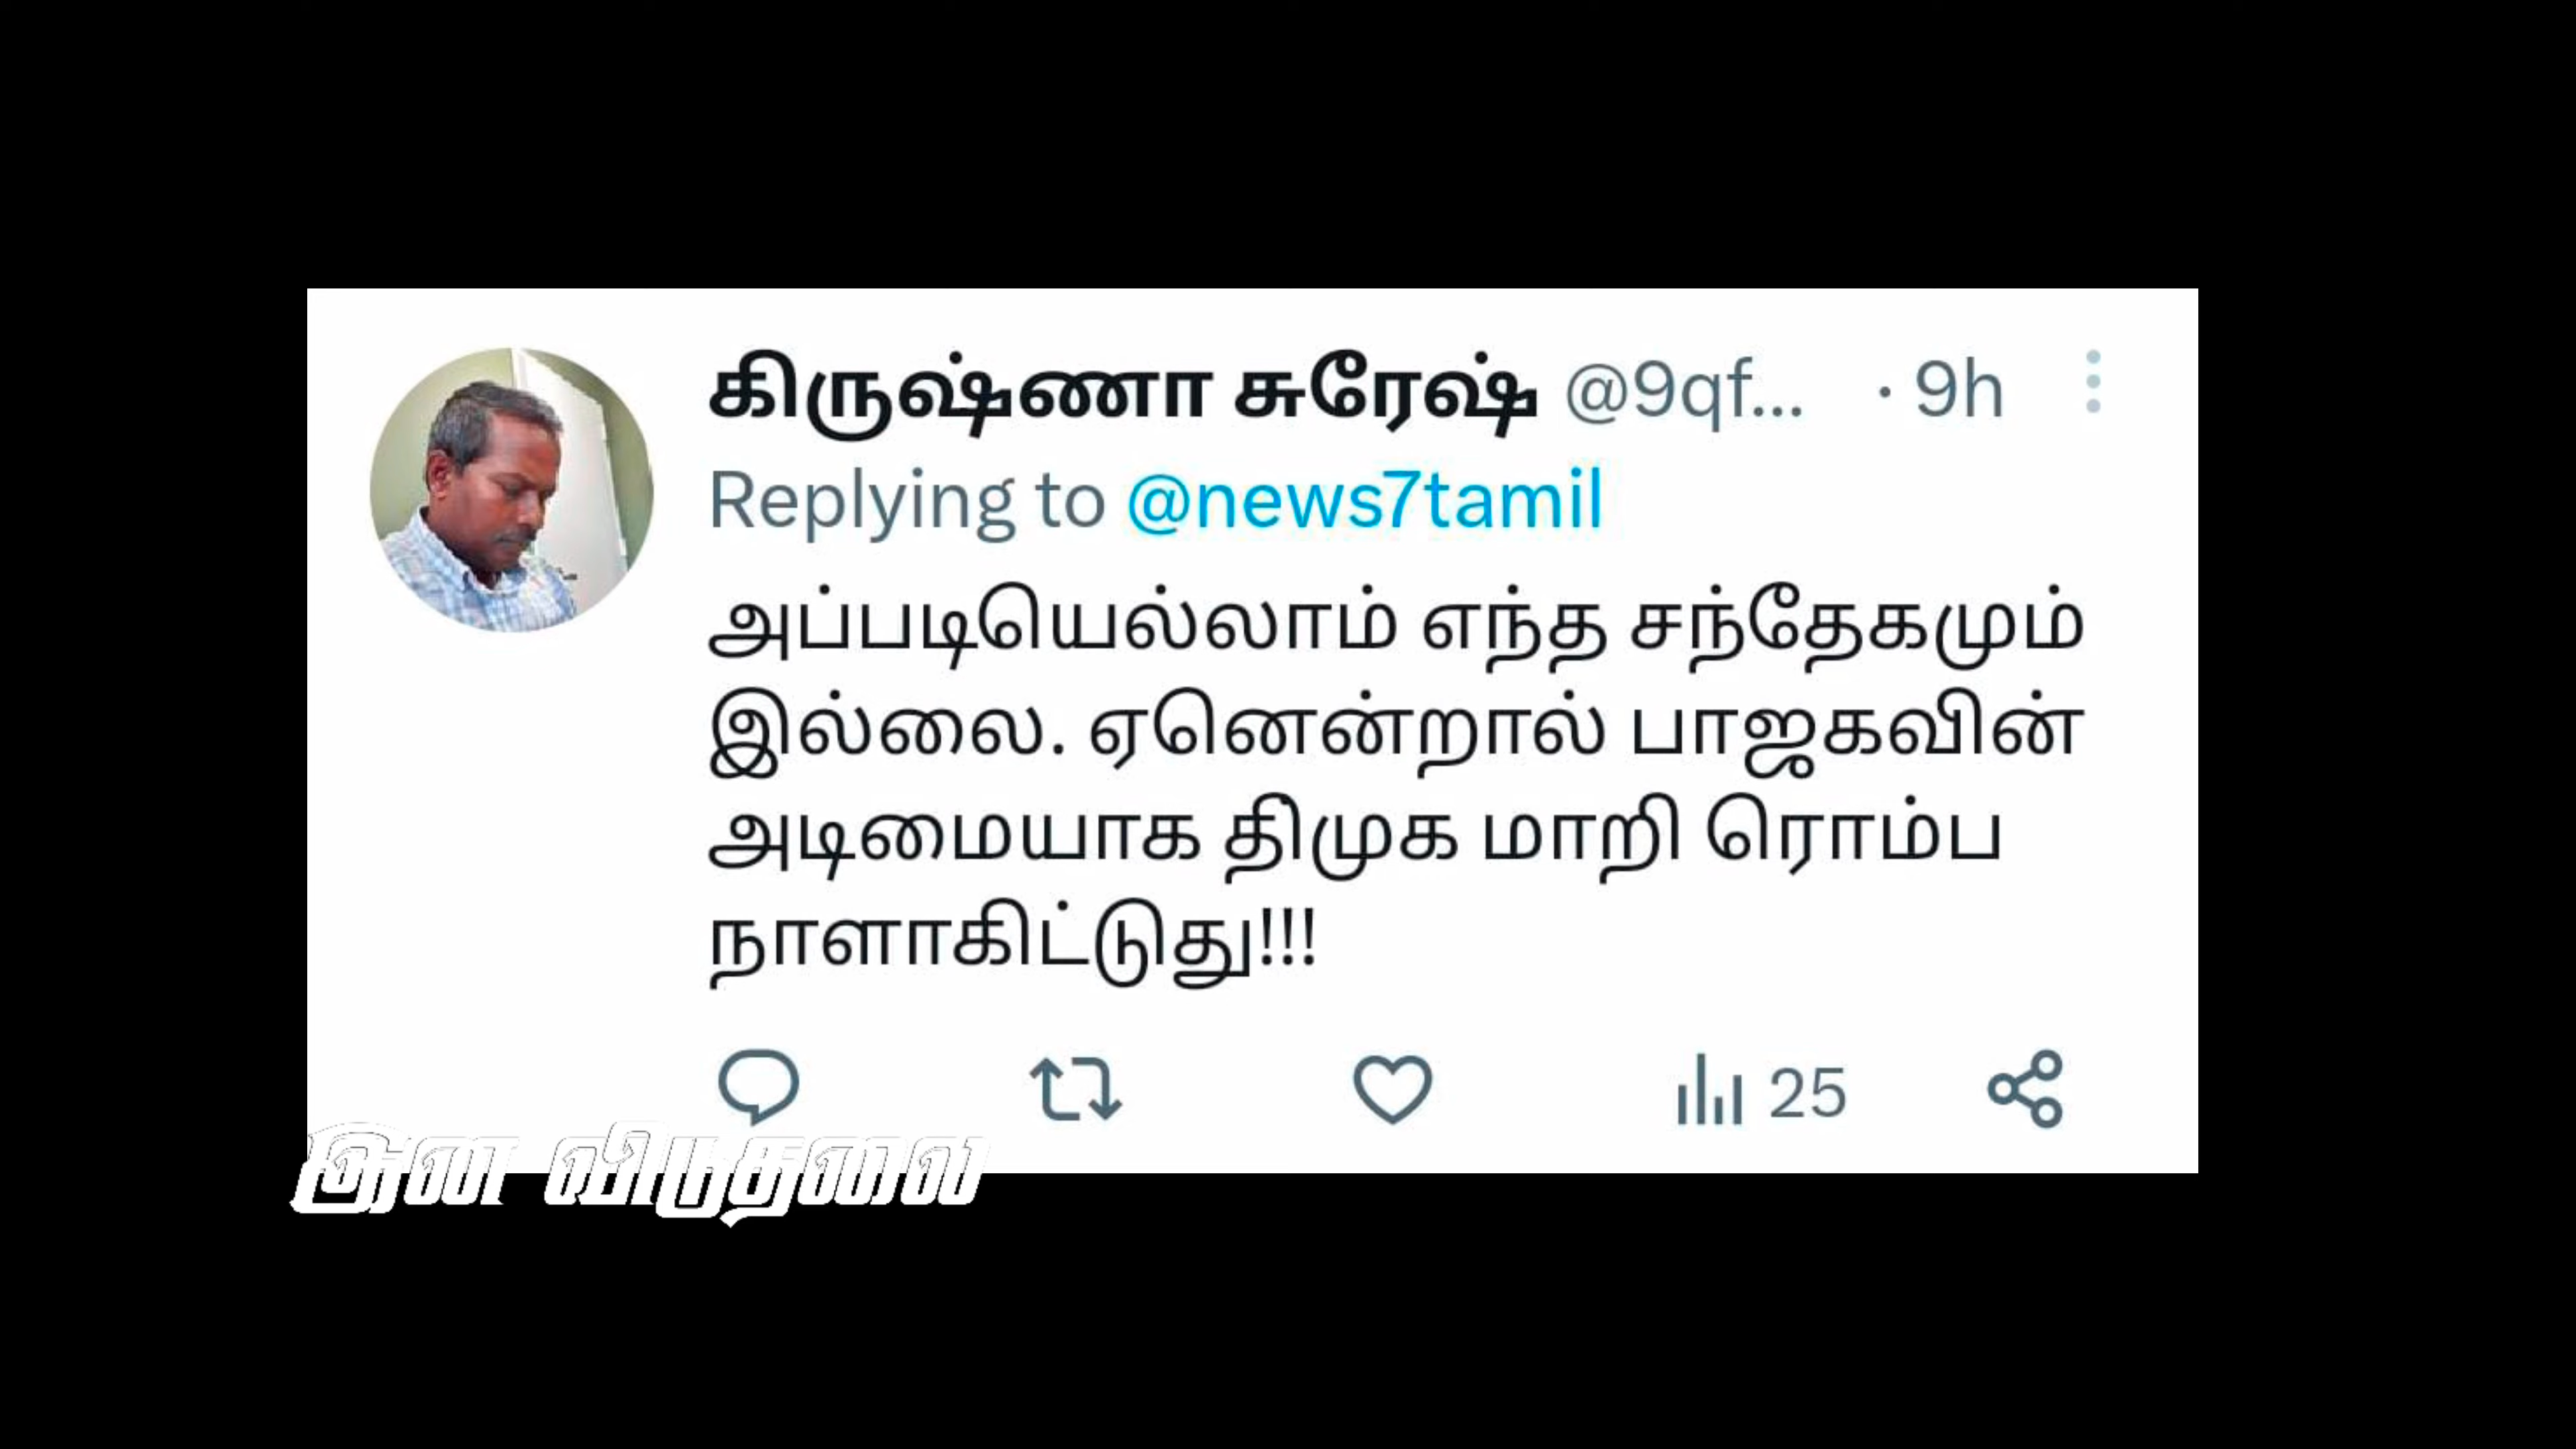 கிருஷ்ணா சுரேஷ் @9qf... · 9h
Replying to @news7tamil
அப்படியெல்லாம் எந்த சந்தேகமும்
இல்லை. ஏனென்றால் பாஜகவின்
அடிமையாக திமுக மாறி ரொம்ப
நாளாகிட்டுது!!!
25
இன விடுதலை